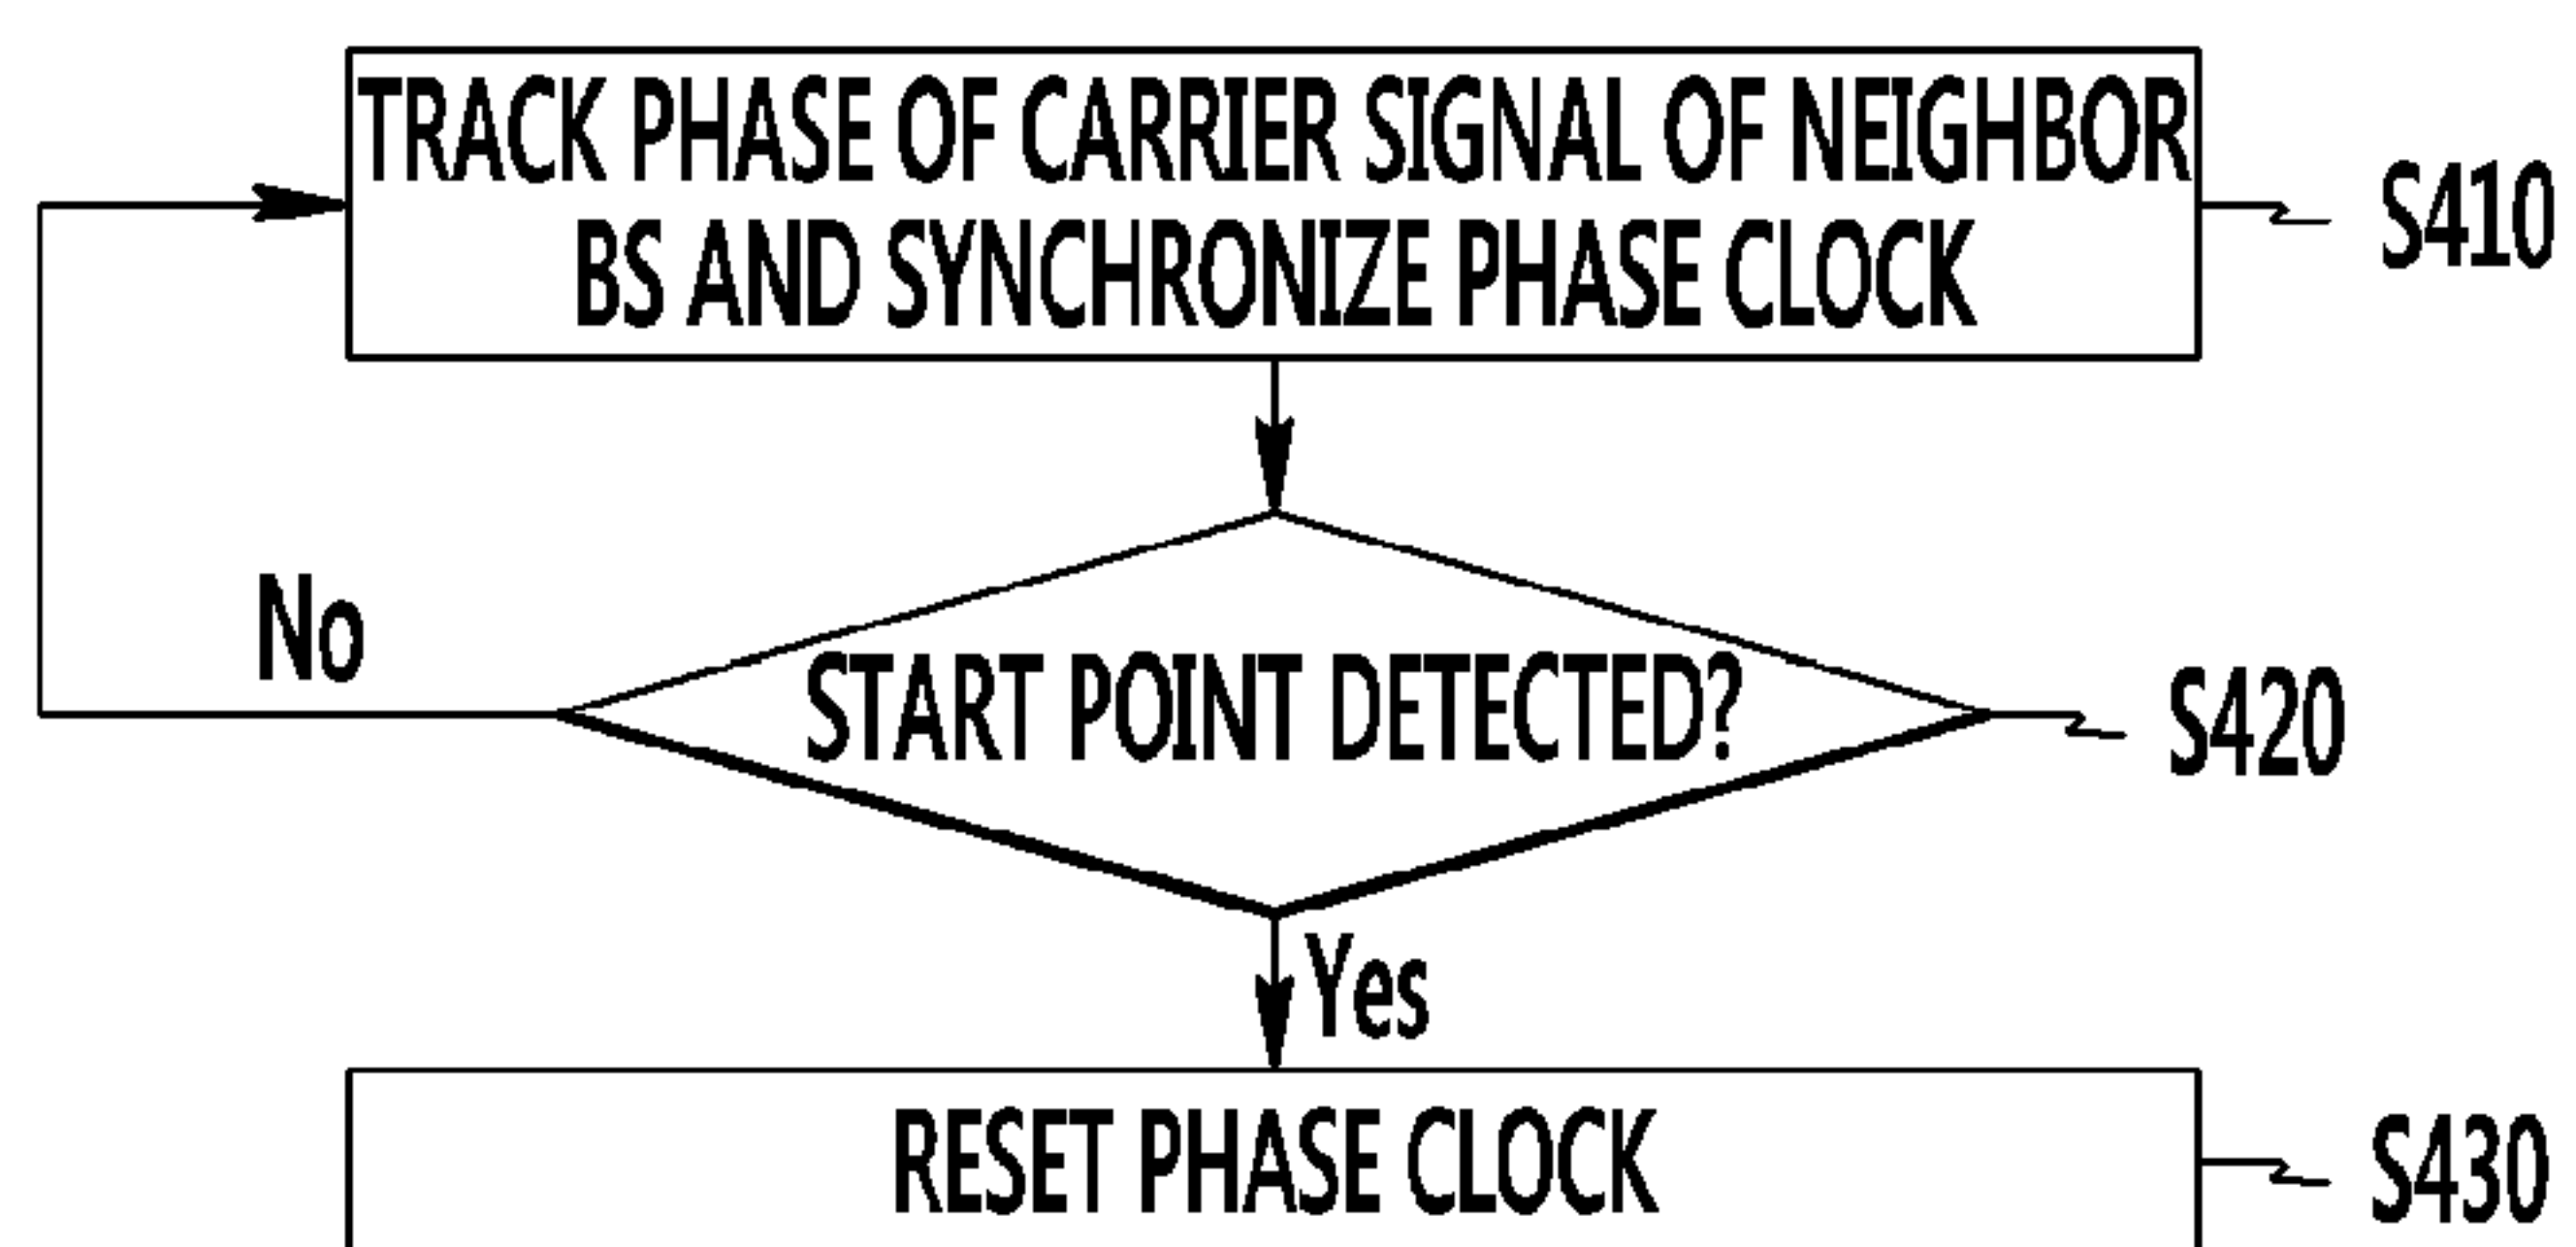 TRACK PHASE OF CARRIER SIGNAL OF NEIGHBOR
BS AND SYNCHRONIZE PHASE CLOCK
S410
No
START POINT DETECTED?
S420
Yes
RESET PHASE CLOCK
S430